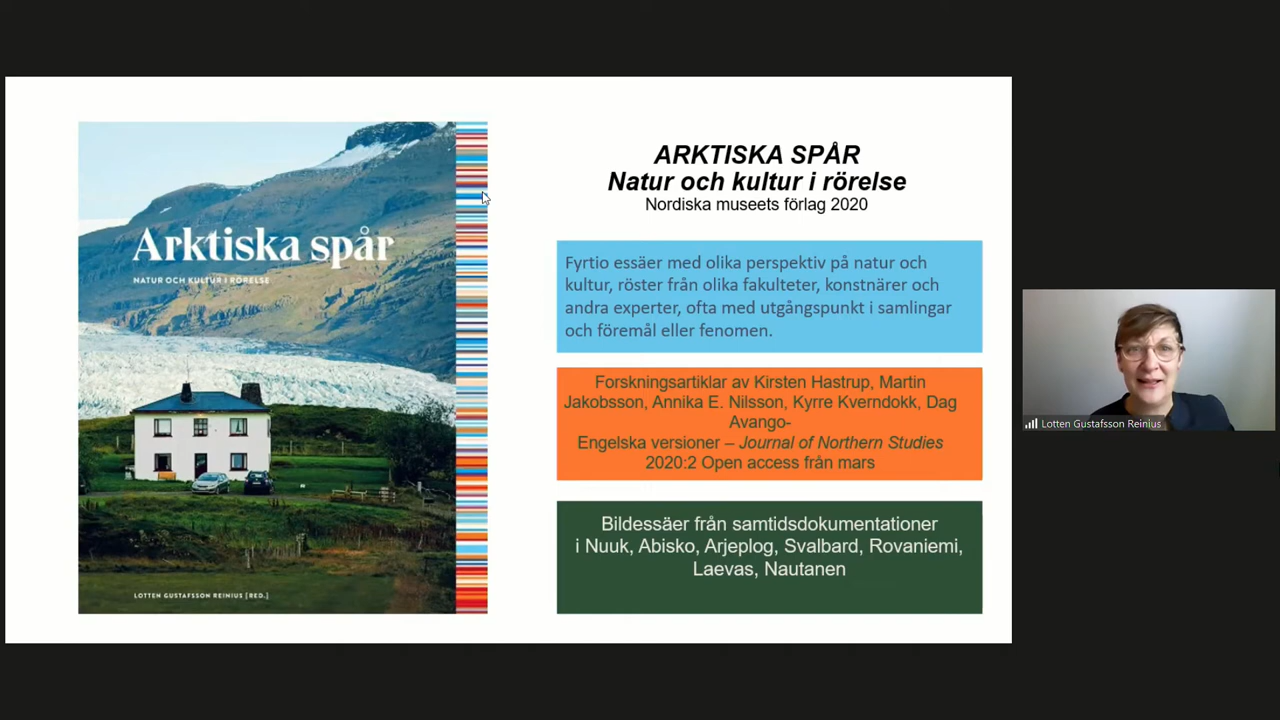 Arktiska spår
NATUR OCH KULTUR I RÖRELSE
LOTTEN GUSTAFSSON REINIUS [RED.]
ARKTISKA SPÅR
Natur och kultur i rörelse
Nordiska museets förlag 2020
Fyrtio essäer med olika perspektiv på natur och
kultur, röster från olika fakulteter, konstnärer och
andra experter, ofta med utgångspunkt i samlingar
och föremål eller fenomen.
Forskningsartiklar av Kirsten Hastrup, Martin
Jakobsson, Annika E. Nilsson, Kyrre Kverndokk, Dag
Avango-
Engelska versioner – Journal of Northern Studies
2020:2 Open access från mars
Bildessäer från samtidsdokumentationer
i Nuuk, Abisko, Arjeplog, Svalbard, Rovaniemi,
Laevas, Nautanen
Lotten Gustafsson Reinius